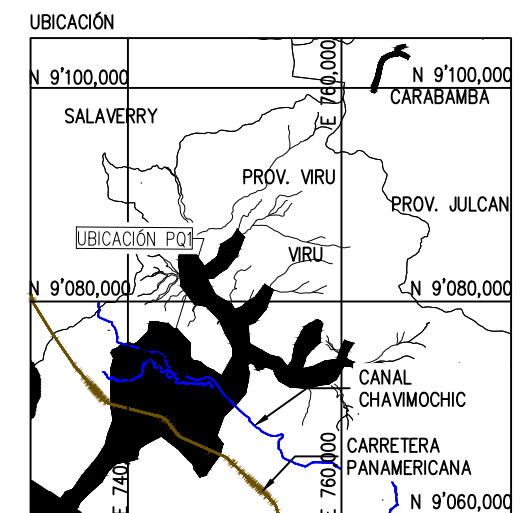 UBICACIÓN
N 9'100,000
E 760,000
N 9'100,000
CARABAMBA
SALAVERRY
PROV. VIRU
PROV. JULCAN
UBICACIÓN PQ1
VIRU
N 9'080,000
N 9'080,000
CANAL
CHAVIMOCHIC
CARRETERA
PANAMERICANA
E 740
E 760,000
N 9'060,000